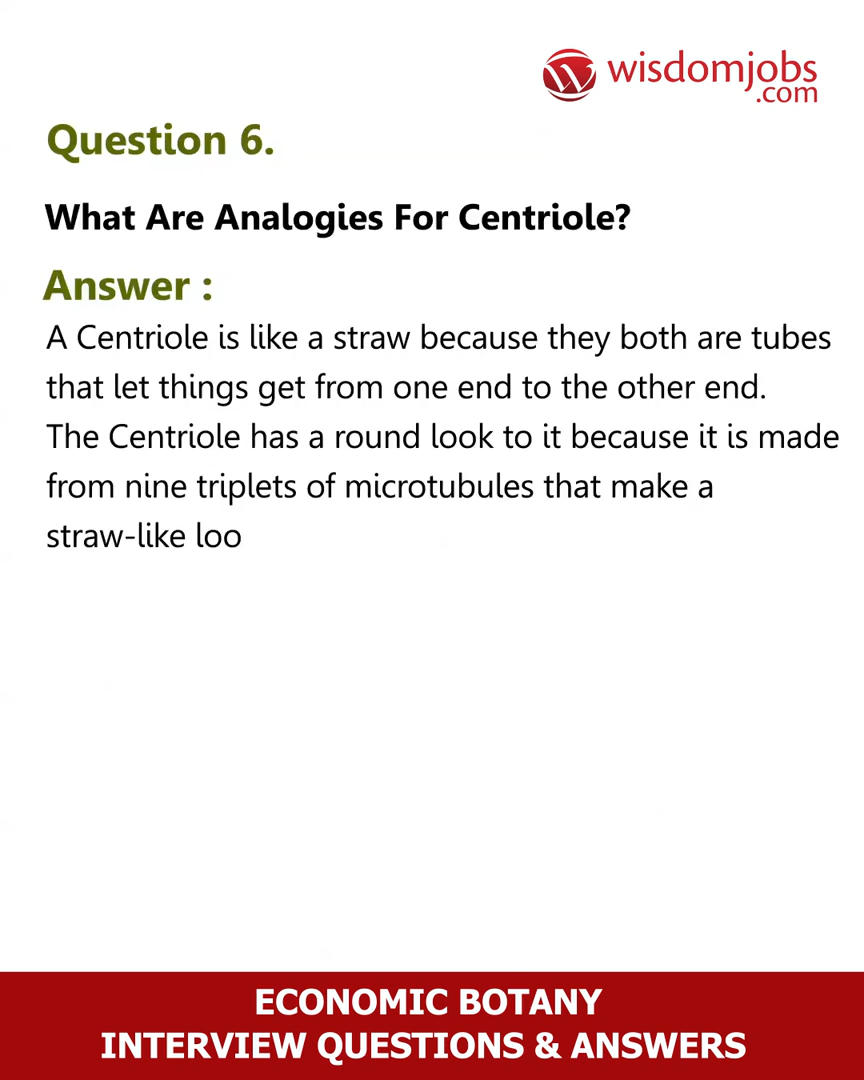 wisdomjobs
.com
Question 6.
What Are Analogies For Centriole?
Answer :
A Centriole is like a straw because they both are tubes
that let things get from one end to the other end.
The Centriole has a round look to it because it is made
from nine triplets of microtubules that make a
straw-like loo
ECONOMIC BOTANY
INTERVIEW QUESTIONS & ANSWERS